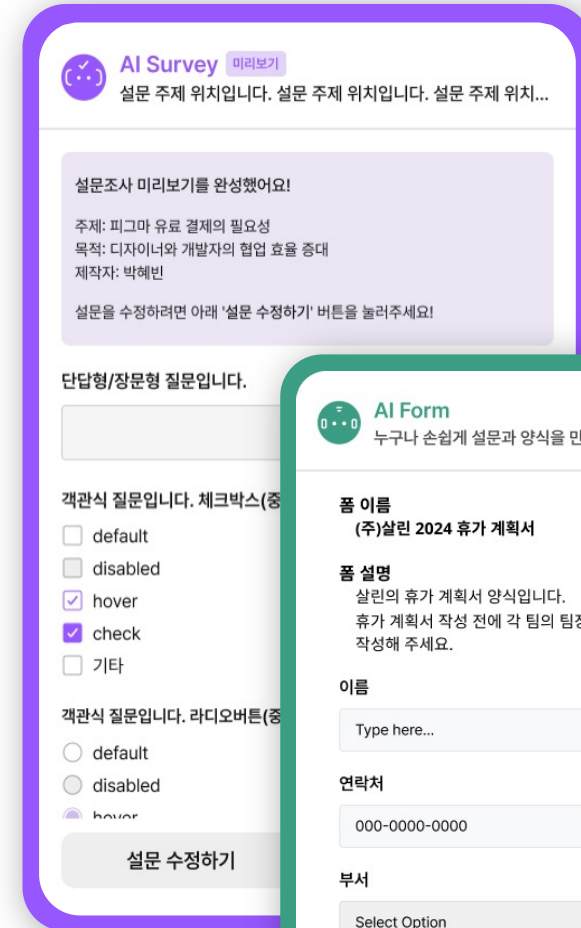 AI Survey 미리보기
설문 주제 위치입니다. 설문 주제 위치입니다. 설문 주제 위치...
설문조사 미리보기를 완성했어요!
주제: 피그마 유료 결제의 필요성
목적: 디자이너와 개발자의 협업 효율 증대
제작자: 박혜빈
설문을 수정하려면 아래 '설문 수정하기' 버튼을 눌러주세요!
단답형/장문형 질문입니다.
객관식 질문입니다. 체크박스(중
default
disabled
hover
check
기타
객관식 질문입니다. 라디오버튼(중
default
disabled
hover
설문 수정하기
AI Form
누구나 손쉽게 설문과 양식을 만
폼 이름
(주)살린 2024 휴가 계획서
폼 설명
살린의 휴가 계획서 양식입니다.
휴가 계획서 작성 전에 각 팀의 팀장
작성해 주세요.
이름
Type here...
연락처
000-0000-0000
부서
Select Option